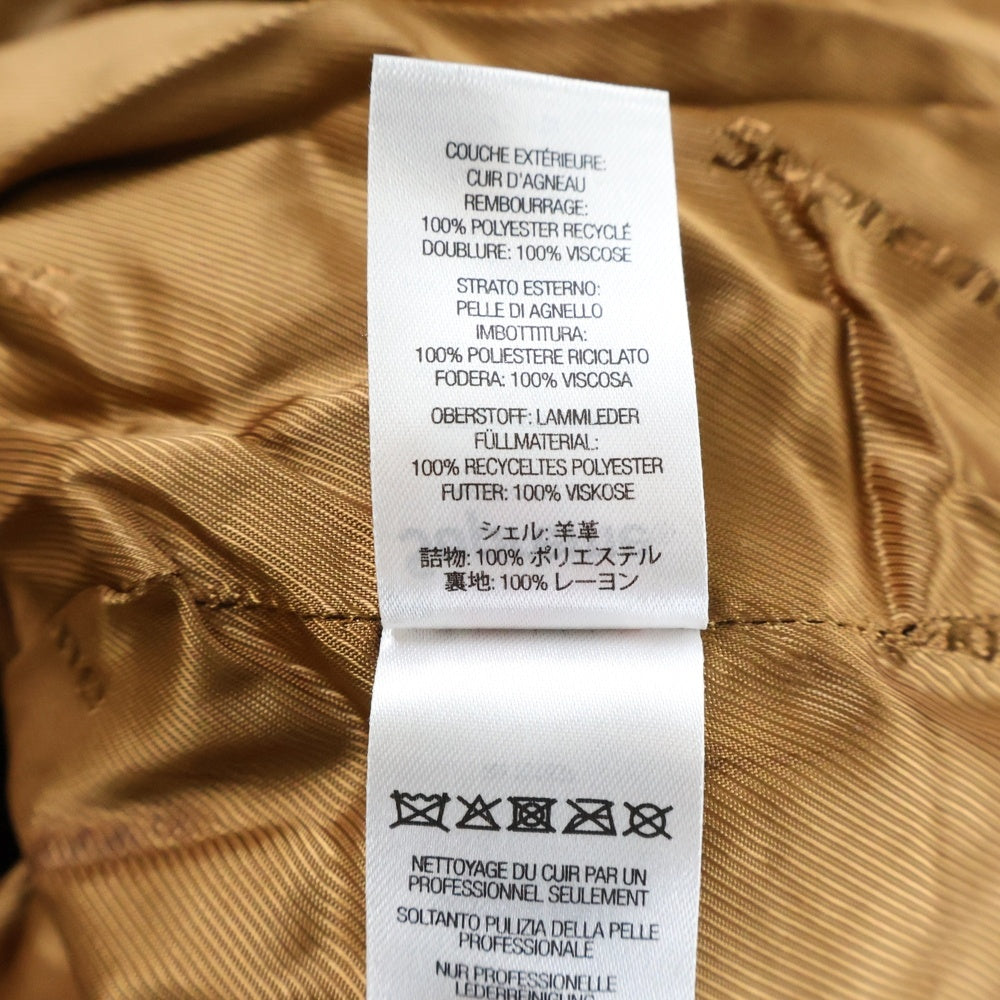 COUCHE EXTÉRIEURE:
CUIR D'AGNEAU
REMBOURRAGE:
100% POLYESTER RECYCLÉ
DOUBLURE: 100% VISCOSE
STRATO ESTERNO:
PELLE DI AGNELLO
IMBOTTITURA:
100% POLIESTERE RICICLATO
FODERA: 100% VISCOSA
OBERSTOFF: LAMMLEDER
FÜLLMATERIAL:
100% RECYCELTES POLYESTER
FUTTER: 100% VISKOSE
シェル: 羊革
詰物: 100% ポリエステル
裏地: 100% レーヨン
NETTOYAGE DU CUIR PAR UN
PROFESSIONNEL SEULEMENT
SOLTANTO PULIZIA DELLA PELLE
PROFESSIONALE
NUR PROFESSIONELLE
LEDERREINIGUNG